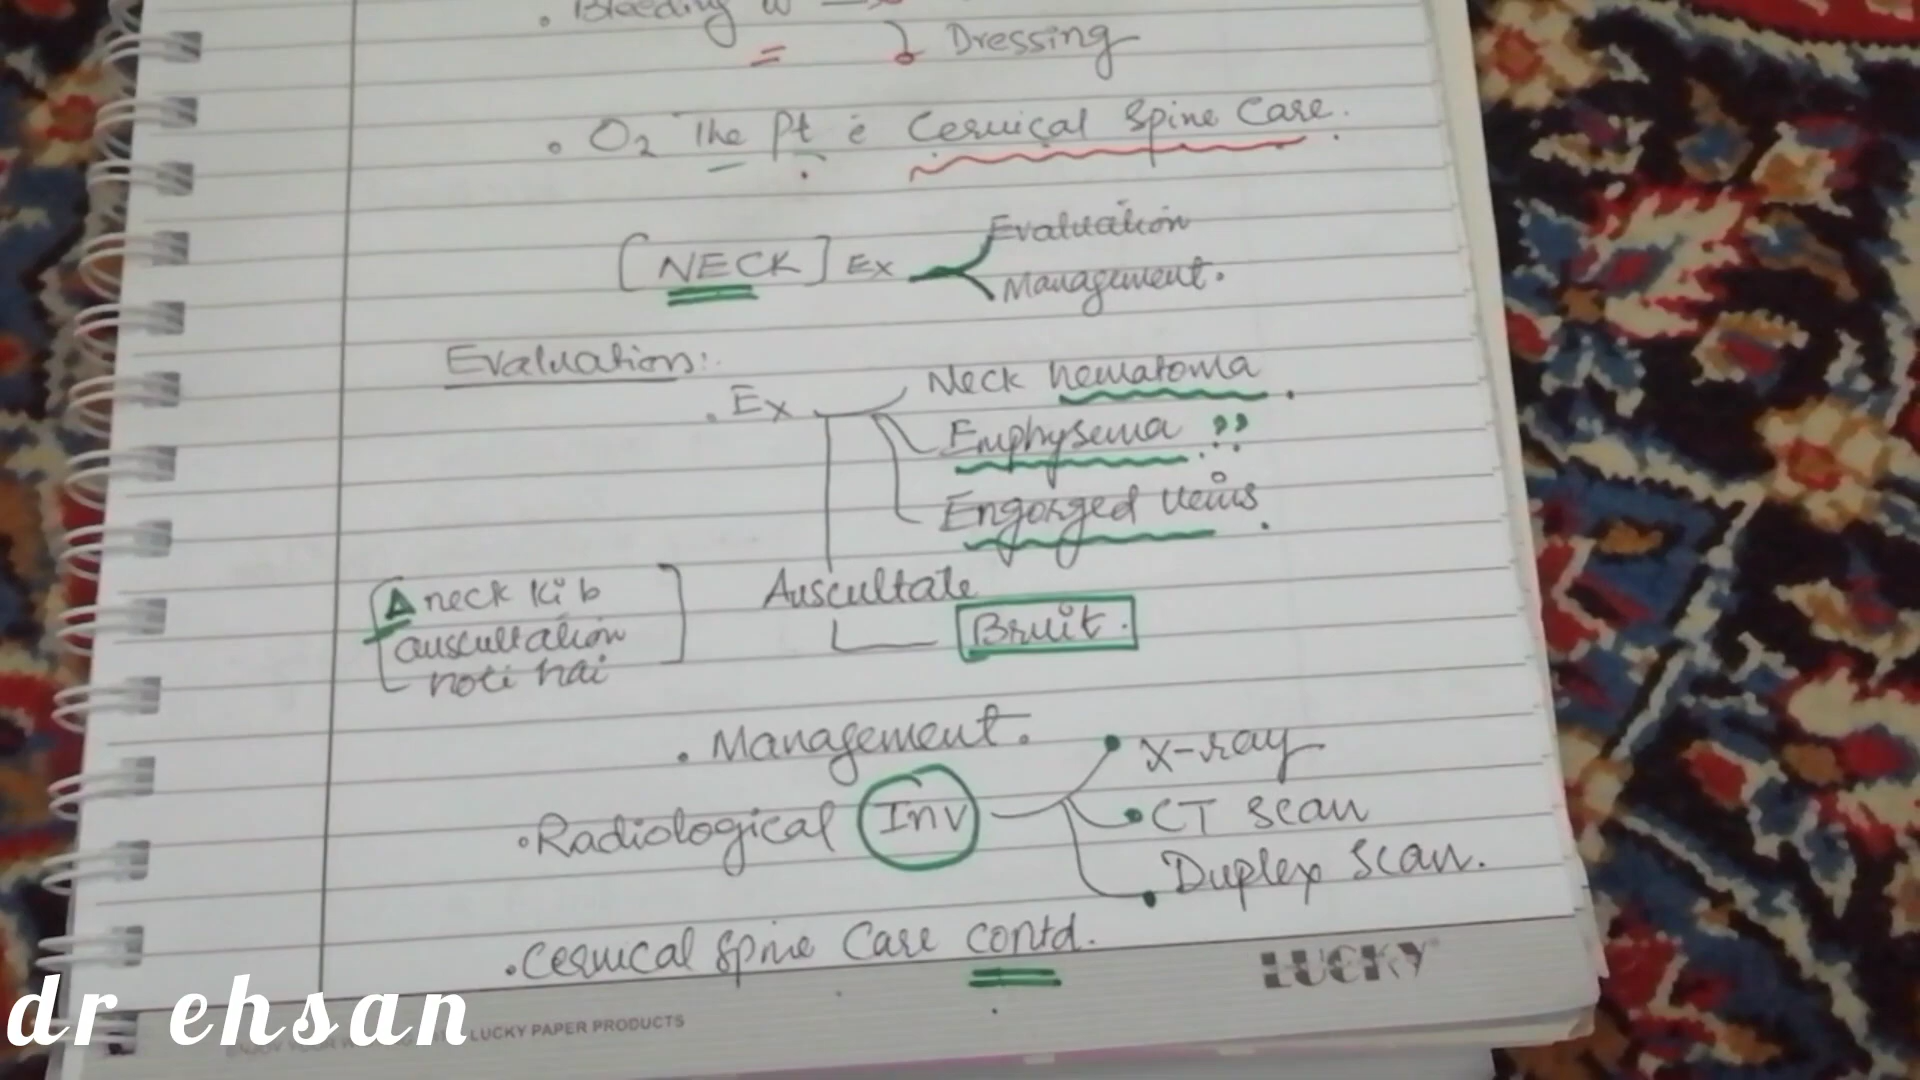 . Bleeding
Dressing
. O2 The Pt c̄ Cervical Spine Care.
[NECK] Ex
Evaluation
Management.
Evaluation:
. Ex
Neck hematoma.
Emphysema ??
Engorged veins.
Auscultate
Bruit.
neck ki b
auscultation
hoti hai
. Management.
. Radiological Inv
X-ray
CT scan
Duplex Scan.
. Cervical Spine Care contd.
LUCKY
LUCKY PAPER PRODUCTS
dr ehsan